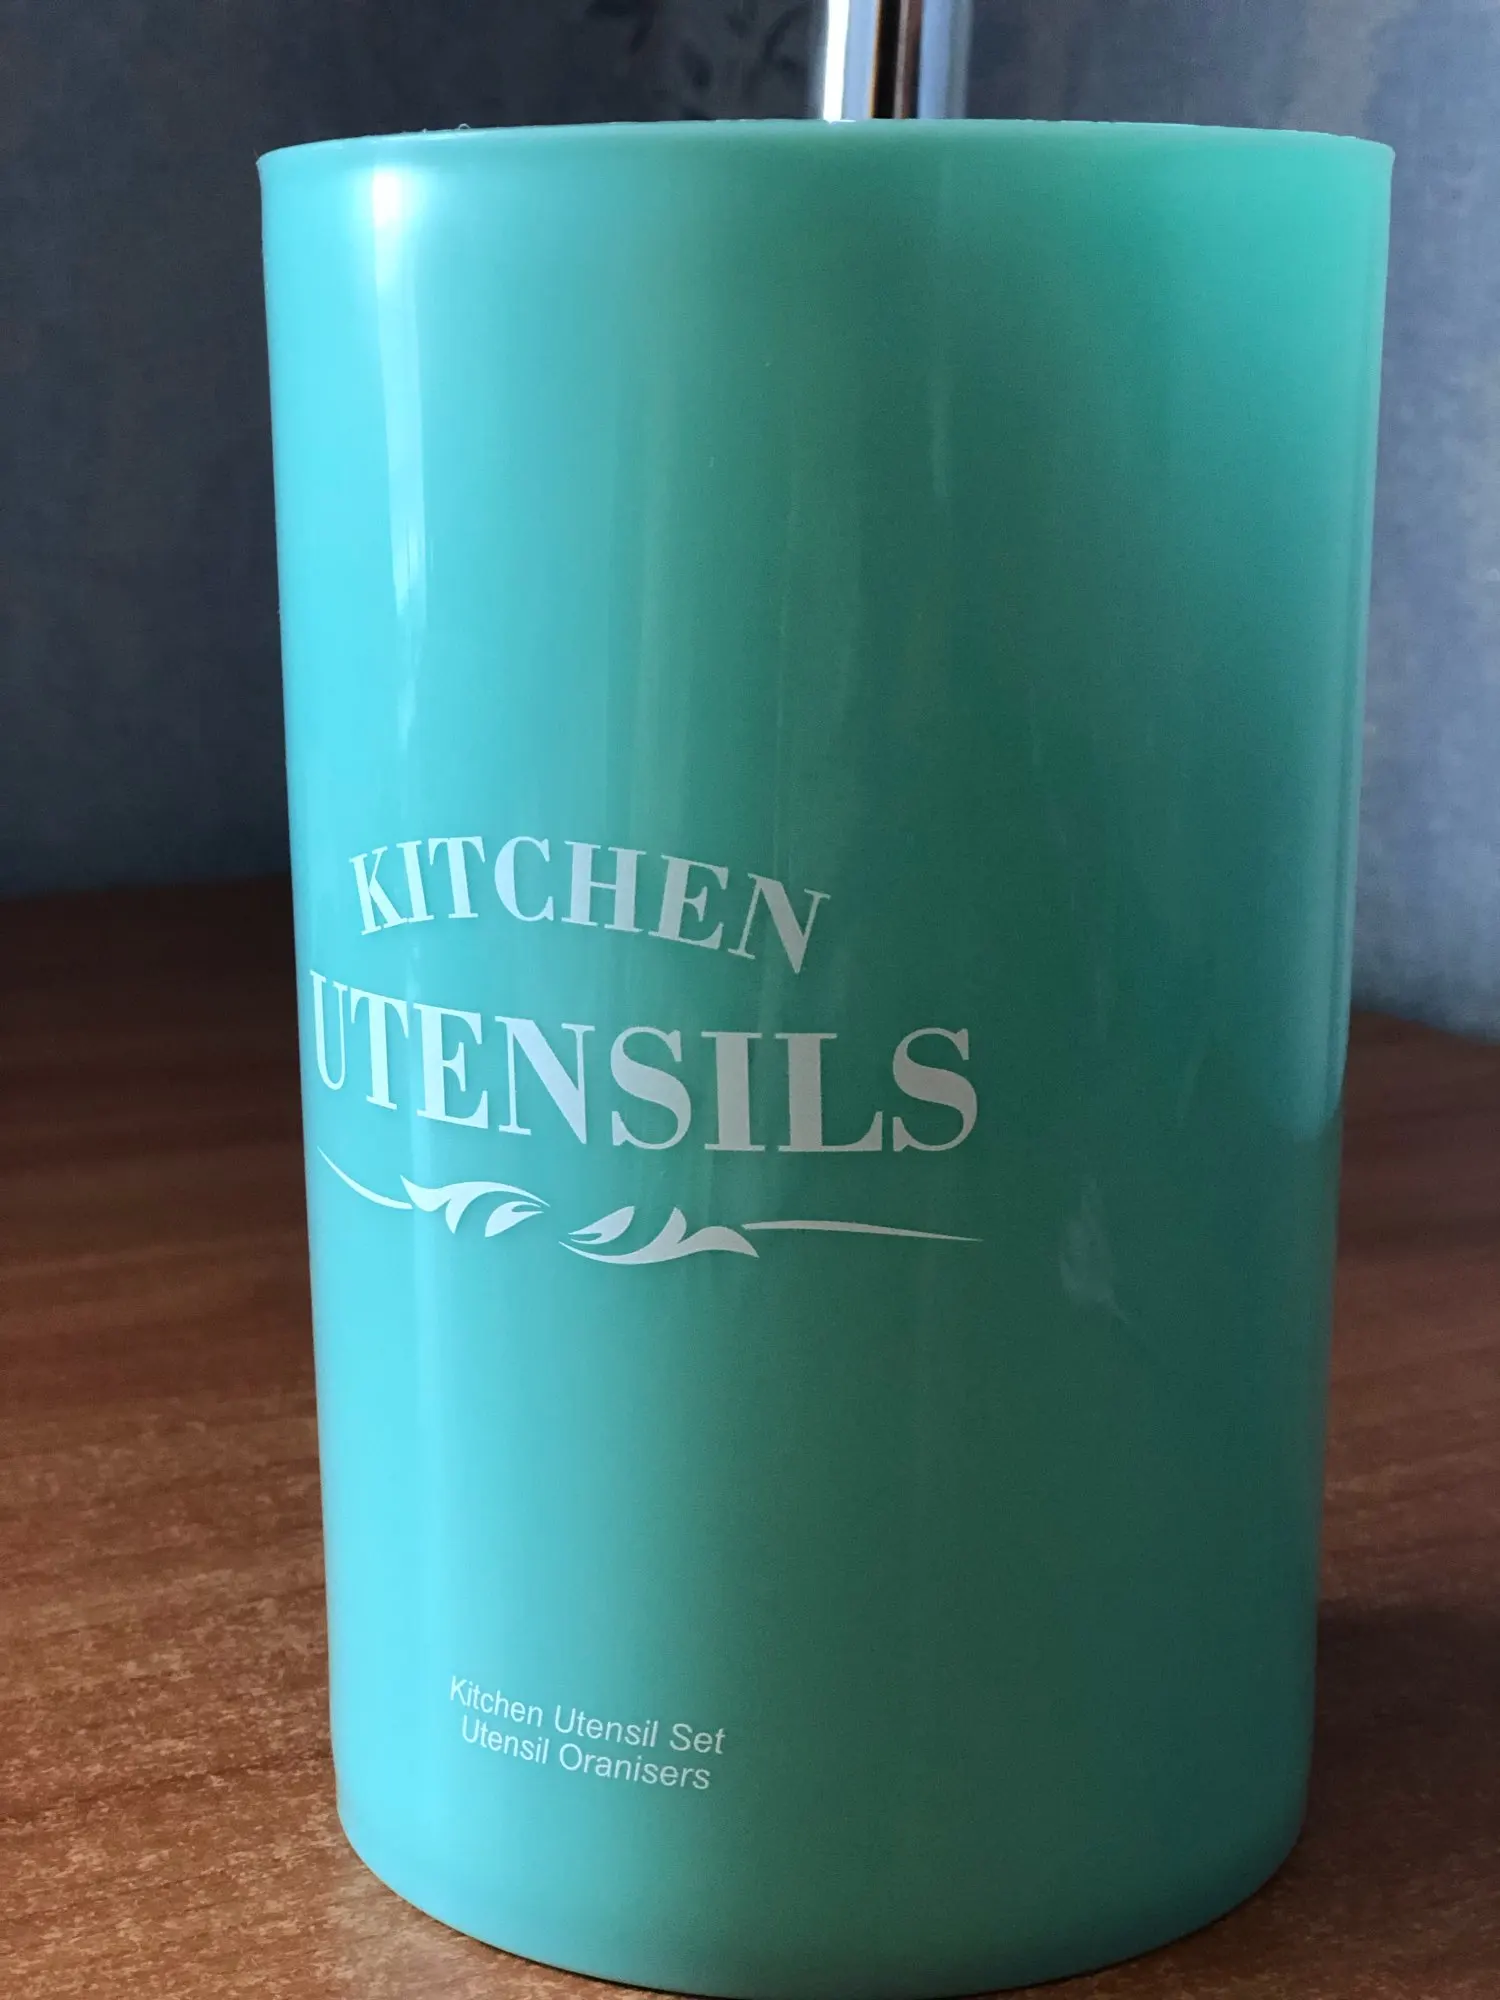 KITCHEN
UTENSILS
Kitchen Utensil Set
Utensil Oranisers